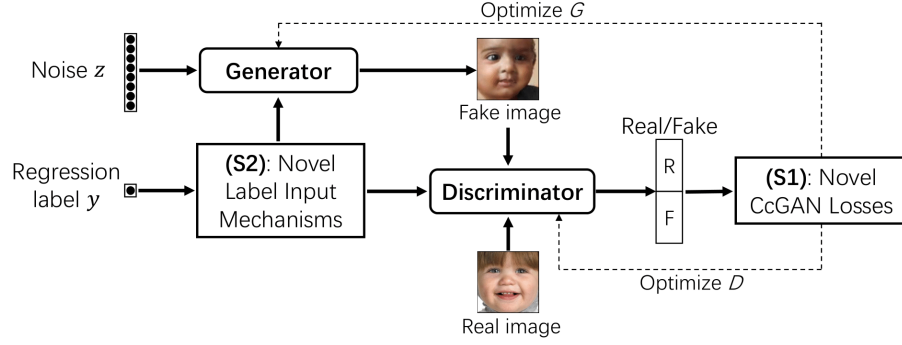 Optimize G
Noise z
Generator
Fake image
Real/Fake
Regression
label y
(S2): Novel
Label Input
Mechanisms
Discriminator
R
F
(S1): Novel
CcGAN Losses
Optimize D
Real image